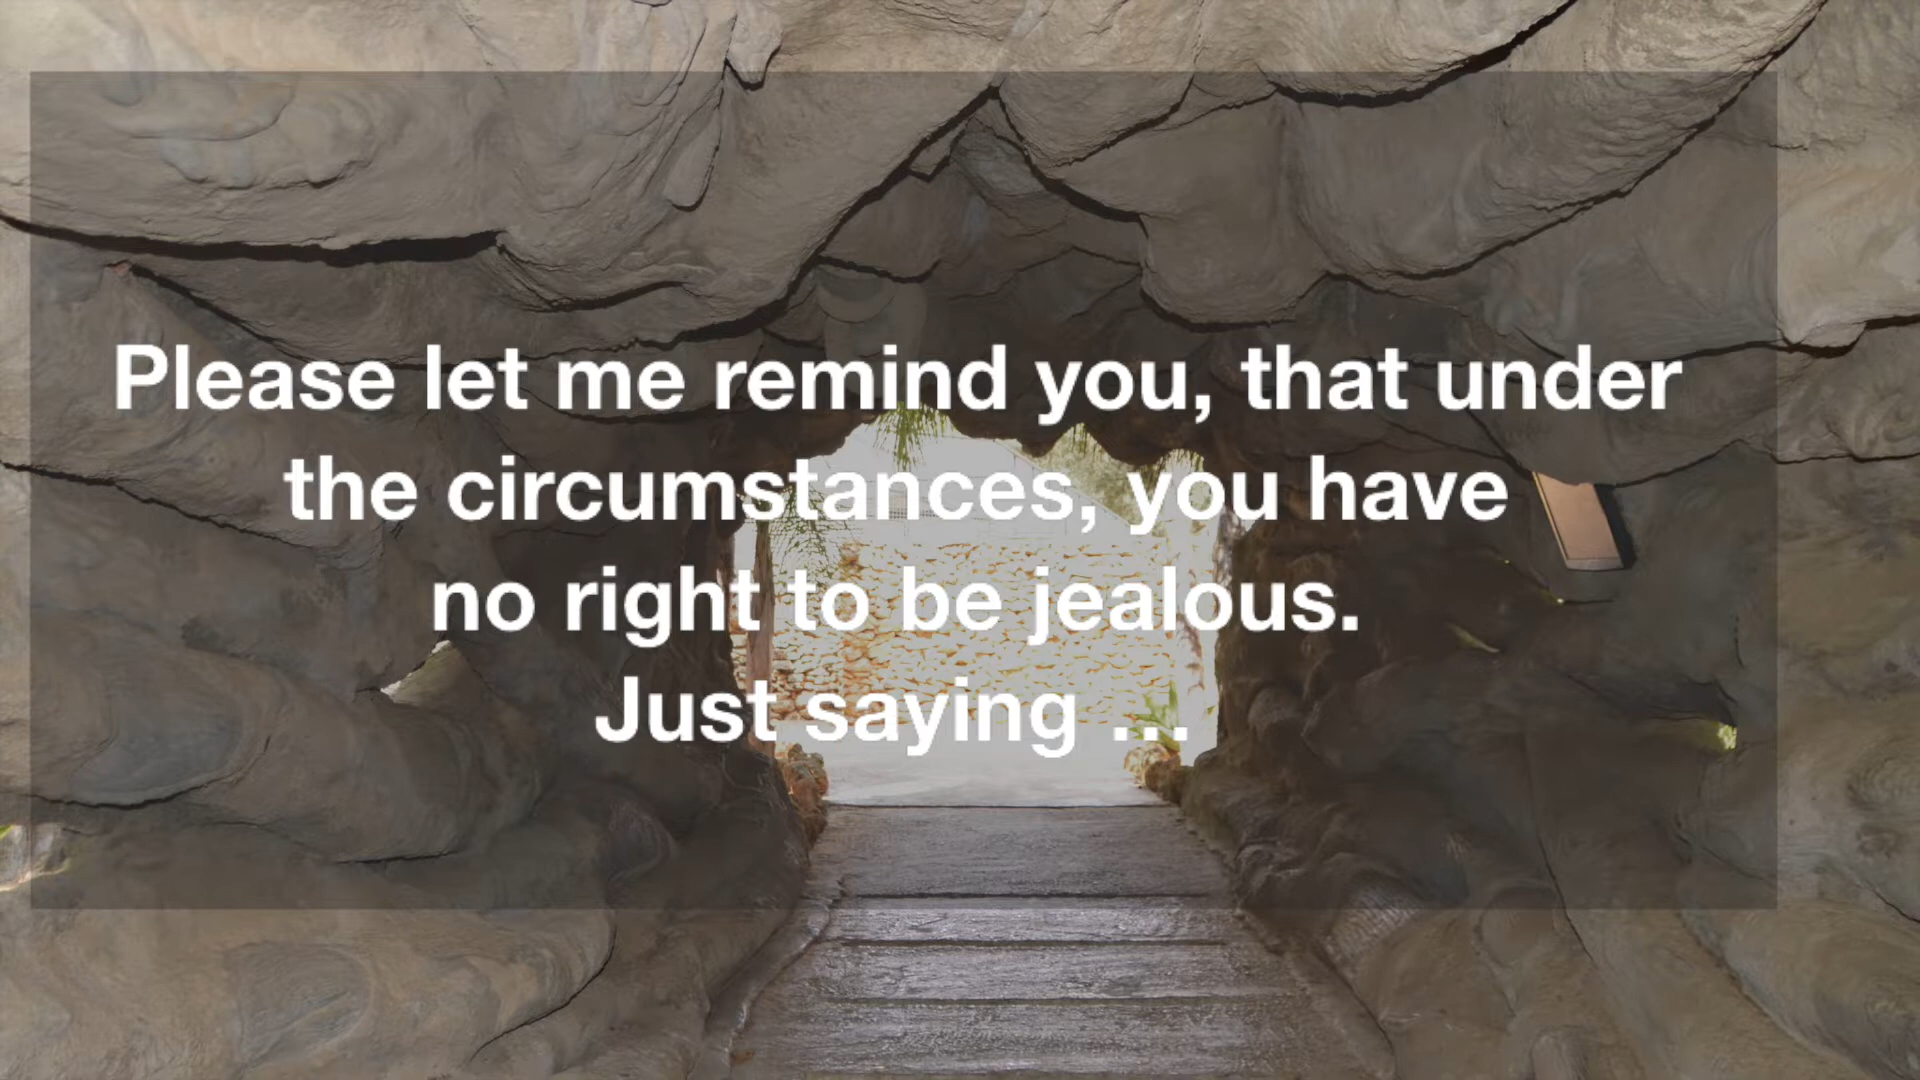 Please let me remind you, that under
the circumstances, you have
no right to be jealous.
Just saying ...